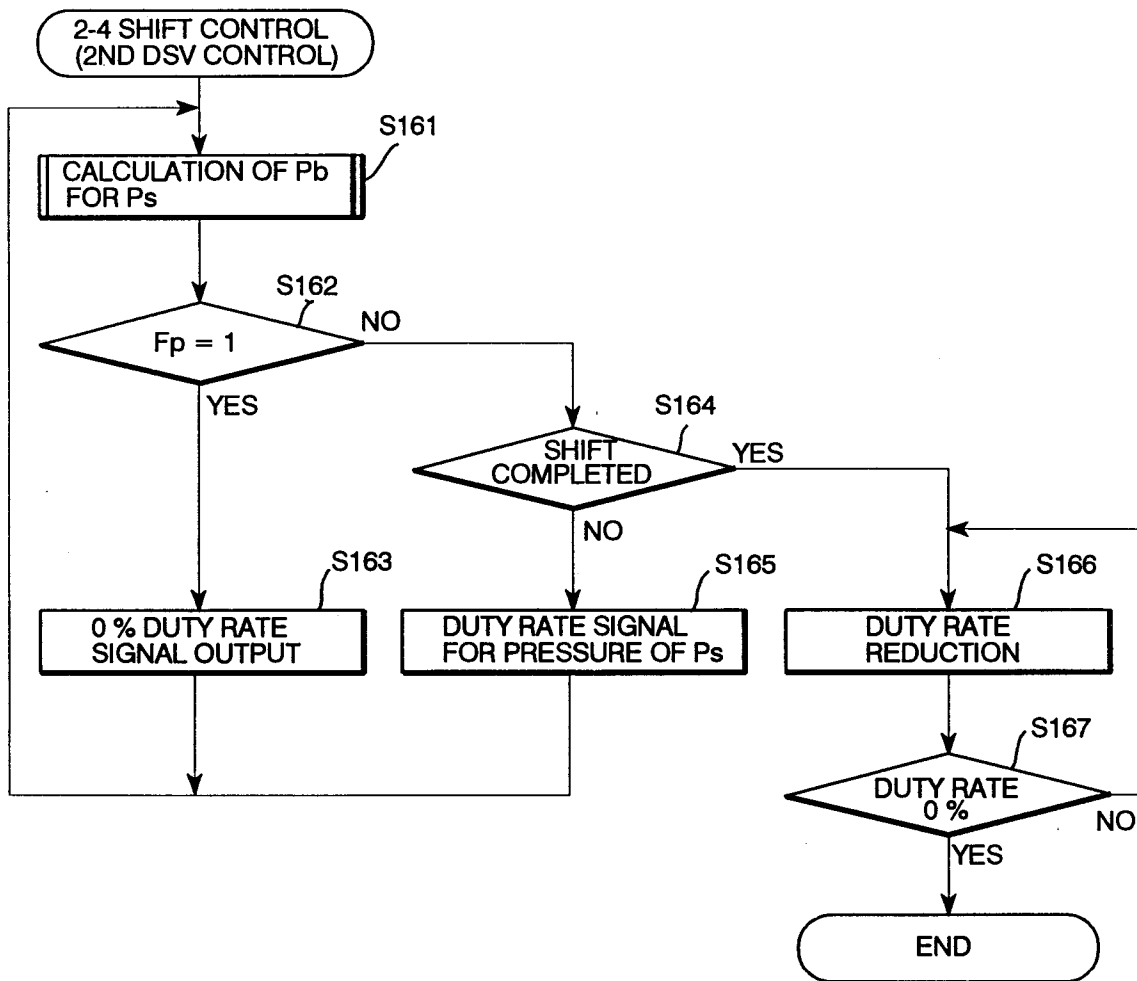 2-4 SHIFT CONTROL
(2ND DSV CONTROL)
S161
CALCULATION OF Pb
FOR Ps
S162
Fp = 1
NO
YES
S164
SHIFT
COMPLETED
YES
NO
S163
0 % DUTY RATE
SIGNAL OUTPUT
S165
DUTY RATE SIGNAL
FOR PRESSURE OF Ps
S166
DUTY RATE
REDUCTION
S167
DUTY RATE
0 %
NO
YES
END